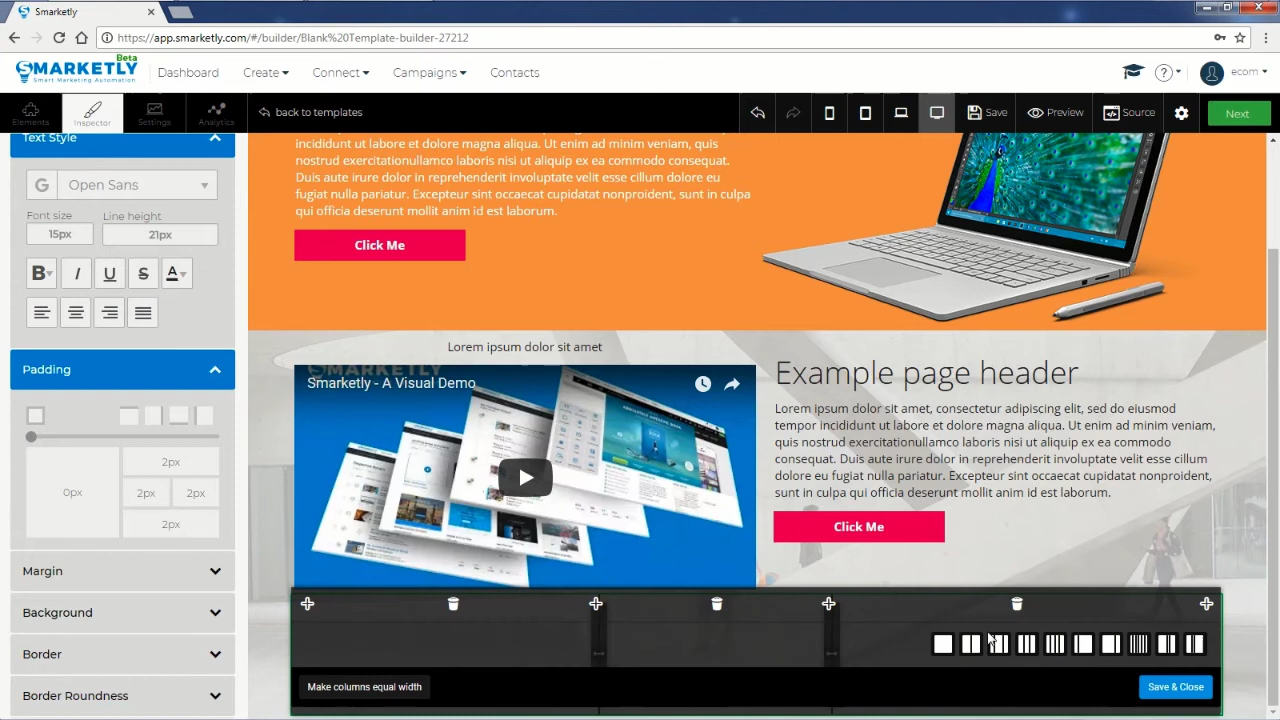 Smarketly
https://app.smarketly.com/#/builder/Blank%20Template-builder-27212
SMARKETLY Beta
Smart Marketing Automation
Dashboard Create Connect Campaigns Contacts
? ecom
Elements Inspector Settings Analytics
back to templates
Save Preview Source Next
Text Style
G Open Sans
Font size Line height
15px 21px
B I U S A
Padding
2px
0px 2px 2px
2px
Margin
Background
Border
Border Roundness
incididunt ut labore et dolore magna aliqua. Ut enim ad minim veniam, quis
nostrud exercitationullamco laboris nisi ut aliquip ex ea commodo consequat.
Duis aute irure dolor in reprehenderit voluptate velit cillum dolore eu
fugiat nulla pariatur. Excepteur sint occaecat cupidatat nonproident, sunt in culpa
qui officia deserunt mollit anim id est laborum.
Click Me
Lorem ipsum dolor sit amet
SMARKETLY
Smarketly - A Visual Demo
Example page header
Lorem ipsum dolor sit amet, consectetur adipiscing elit, sed do eiusmod
tempor incididunt ut labore et dolore magna aliqua. Ut enim ad minim veniam,
quis nostrud exercitationullamco laboris nisi ut aliquip ex ea commodo
consequat. Duis aute irure dolor in reprehenderit voluptate velit cillum
dolore eu fugiat nulla pariatur. Excepteur sint occaecat cupidatat nonproident,
sunt in culpa qui officia deserunt mollit anim id est laborum.
Click Me
Make columns equal width
Save & Close